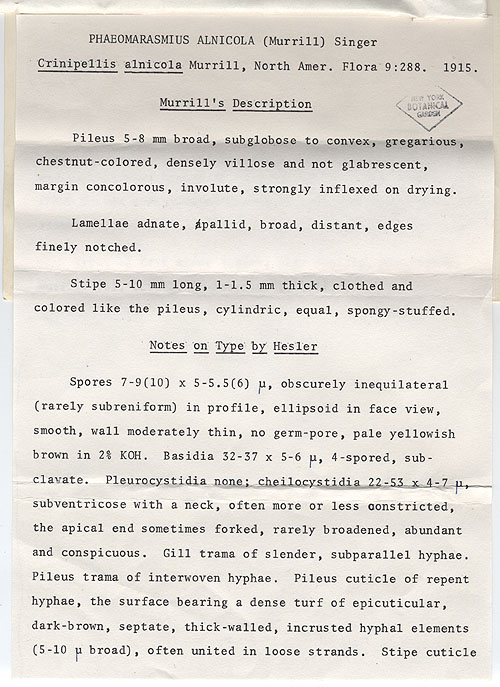 PHAEOMARASMIUS ALNICOLA (Murrill) Singer
Crinipellis alnicola Murrill, North Amer. Flora 9:288. 1915.
Murrill's Description
NEW YORK
BOTANICAL
GARDEN
Pileus 5-8 mm broad, subglobose to convex, gregarious,
chestnut-colored, densely villose and not glabrescent,
margin concolorous, involute, strongly inflexed on drying.
Lamellae adnate, pallid, broad, distant, edges
finely notched.
Stipe 5-10 mm long, 1-1.5 mm thick, clothed and
colored like the pileus, cylindric, equal, spongy-stuffed.
Notes on Type by Hesler
Spores 7-9(10) x 5-5.5(6) μ, obscurely inequilateral
(rarely subreniform) in profile, ellipsoid in face view,
smooth, wall moderately thin, no germ-pore, pale yellowish
brown in 2% KOH. Basidia 32-37 x 5-6 μ, 4-spored, sub-
clavate. Pleurocystidia none; cheilocystidia 22-53 x 4-7 μ,
subventricose with a neck, often more or less constricted,
the apical end sometimes forked, rarely broadened, abundant
and conspicuous. Gill trama of slender, subparallel hyphae.
Pileus trama of interwoven hyphae. Pileus cuticle of repent
hyphae, the surface bearing a dense turf of epicuticular,
dark-brown, septate, thick-walled, incrusted hyphal elements
(5-10 μ broad), often united in loose strands. Stipe cuticle